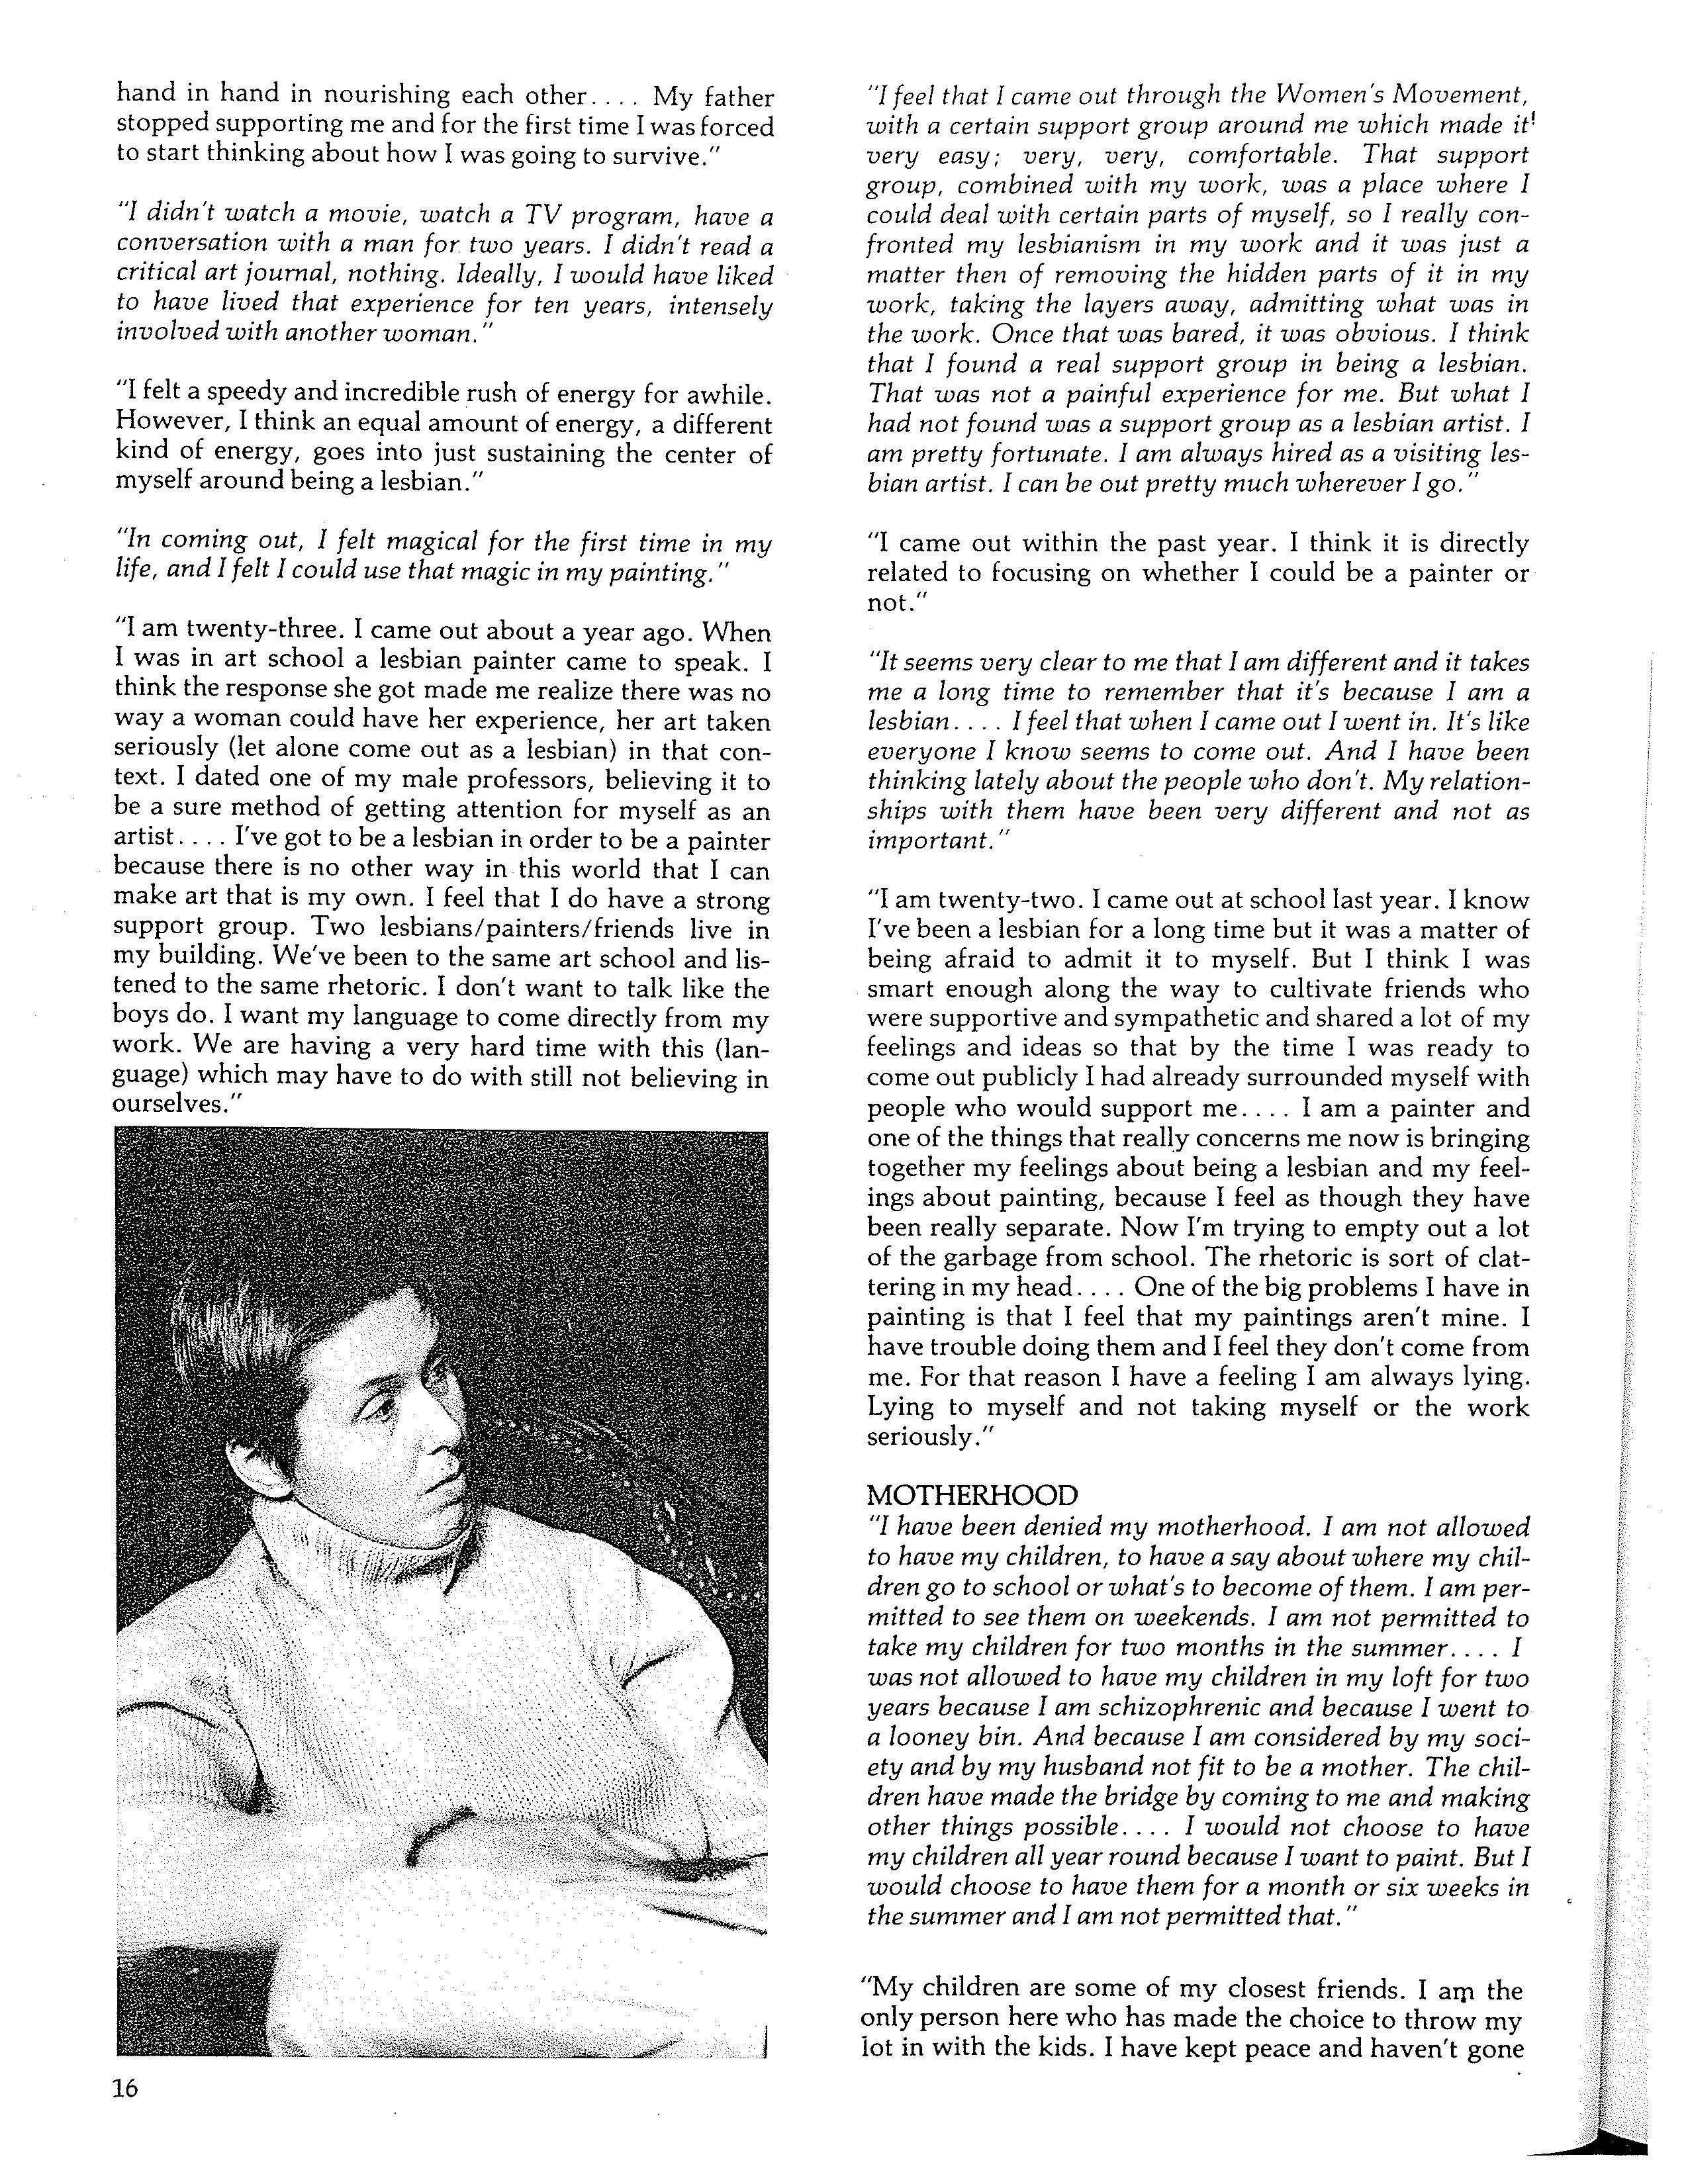 hand in hand in nourishing each other.... My father
stopped supporting me and for the first time I was forced
to start thinking about how I was going to survive."
"I didn't watch a movie, watch a TV program, have a
conversation with a man for two years. I didn't read a
critical art journal, nothing. Ideally, I would have liked
to have lived that experience for ten years, intensely
involved with another woman."
"I felt a speedy and incredible rush of energy for awhile.
However, I think an equal amount of energy, a different
kind of energy, goes into just sustaining the center of
myself around being a lesbian."
"In coming out, I felt magical for the first time in my
life, and I felt I could use that magic in my painting."
"I am twenty-three. I came out about a year ago. When
I was in art school a lesbian painter came to speak. I
think the response she got made me realize there was no
way a woman could have her experience, her art taken
seriously (let alone come out as a lesbian) in that con-
text. I dated one of my male professors, believing it to
be a sure method of getting attention for myself as an
artist.... I've got to be a lesbian in order to be a painter
because there is no other way in this world that I can
make art that is my own. I feel that I do have a strong
support group. Two lesbians/painters/friends live in
my building. We've been to the same art school and lis-
tened to the same rhetoric. I don't want to talk like the
boys do. I want my language to come directly from my
work. We are having a very hard time with this (lan-
guage) which may have to do with still not believing in
ourselves."
16
"I feel that I came out through the Women's Movement,
with a certain support group around me which made it
very easy; very, very, comfortable. That support
group, combined with my work, was a place where I
could deal with certain parts of myself, so I really con-
fronted my lesbianism in my work and it was just a
matter then of removing the hidden parts of it in my
work, taking the layers away, admitting what was in
the work. Once that was bared, it was obvious. I think
that I found a real support group in being a lesbian.
That was not a painful experience for me. But what I
had not found was a support group as a lesbian artist. I
am pretty fortunate. I am always hired as a visiting les-
bian artist. I can be out pretty much wherever I go."
"I came out within the past year. I think it is directly
related to focusing on whether I could be a painter or
not."
"It seems very clear to me that I am different and it takes
me a long time to remember that it's because I am a
lesbian.... I feel that when I came out I went in. It's like
everyone I know seems to come out. And I have been
thinking lately about the people who don't. My relation-
ships with them have been very different and not as
important."
"I am twenty-two. I came out at school last year. I know
I've been a lesbian for a long time but it was a matter of
being afraid to admit it to myself. But I think I was
smart enough along the way to cultivate friends who
were supportive and sympathetic and shared a lot of my
feelings and ideas so that by the time I was ready to
come out publicly I had already surrounded myself with
people who would support me.... I am a painter and
one of the things that really concerns me now is bringing
together my feelings about being a lesbian and my feel-
ings about painting, because I feel as though they have
been really separate. Now I'm trying to empty out a lot
of the garbage from school. The rhetoric is sort of clat-
tering in my head.... One of the big problems I have in
painting is that I feel that my paintings aren't mine. I
have trouble doing them and I feel they don't come from
me. For that reason I have a feeling I am always lying.
Lying to myself and not taking myself or the work
seriously."
MOTHERHOOD
"I have been denied my motherhood. I am not allowed
to have my children, to have a say about where my chil-
dren go to school or what's to become of them. I am per-
mitted to see them on weekends. I am not permitted to
take my children for two months in the summer.... I
was not allowed to have my children in my loft for two
years because I am schizophrenic and because I went to
a looney bin. And because I am considered by my soci-
ety and by my husband not fit to be a mother. The chil-
dren have made the bridge by coming to me and making
other things possible.... I would not choose to have
my children all year round because I want to paint. But I
would choose to have them for a month or six weeks in
the summer and I am not permitted that."
"My children are some of my closest friends. I am the
only person here who has made the choice to throw my
lot in with the kids. I have kept peace and haven't gone